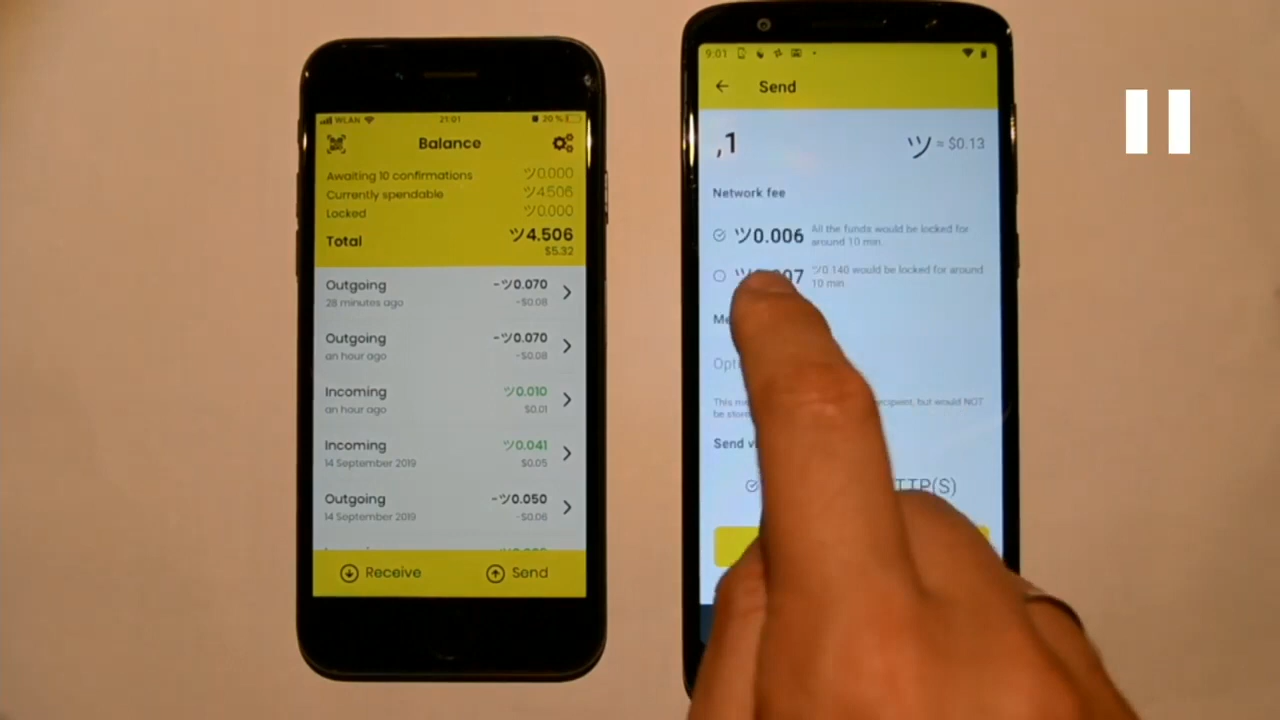 WLAN 21:01 20 %
Balance
Awaiting 10 confirmations ツ0.000
Currently spendable ツ4.506
Locked ツ0.000
Total ツ4.506
$5.32
Outgoing -ツ0.070
28 minutes ago -$0.08
Outgoing -ツ0.070
an hour ago -$0.08
Incoming ツ0.010
an hour ago $0.01
Incoming ツ0.041
14 September 2019 $0.05
Outgoing -ツ0.050
14 September 2019 -$0.06
Receive Send
9:01
Send
,1 ツ ≈ $0.13
Network fee
ツ0.006 All the funds would be locked for
around 10 min.
ツ0.140 would be locked for around
10 min
but would NOT
be
Send